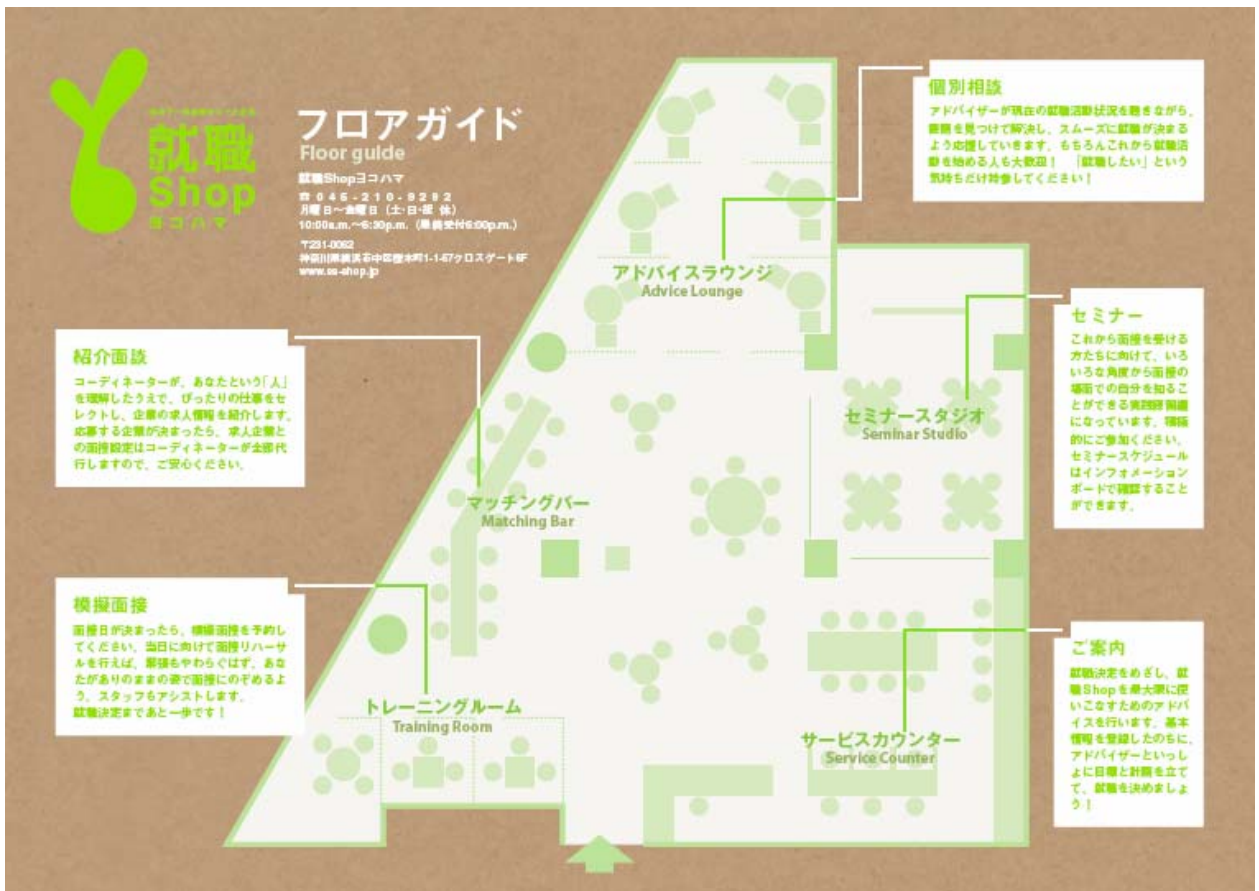 就職
Shop
ヨコハマ
フロアガイド
Floor guide
就職Shopヨコハマ
☎ 045-210-9292
月曜日〜金曜日（土・日・祝 休）
10:00a.m.〜6:30p.m.（最終受付6:00p.m.）
〒231-0062
神奈川県横浜市中区桜木町1-1-67クロスゲート6F
www.ss-shop.jp
個別相談
アドバイザーが現在の就職活動状況を聴きながら、
課題を見つけて解決し、スムーズに就職が決まる
よう応援していきます。もちろんこれから就職活
動を始める人も大歓迎！　「就職したい」という
気持ちだけ持参してください！
アドバイスラウンジ
Advice Lounge
紹介面談
コーディネーターが、あなたという「人」
を理解したうえで、ぴったりの仕事をセ
レクトし、企業の求人情報を紹介します。
応募する企業が決まったら、求人企業と
の面接設定はコーディネーターが全部代
行しますので、ご安心ください。
セミナー
これから面接を受ける
方たちに向けて、いろ
いろな角度から面接の
場面での自分を知るこ
とができる実践的
になっています。積極
的にご参加ください。
セミナースケジュール
はインフォメーション
ボードで確認すること
ができます。
セミナースタジオ
Seminar Studio
マッチングバー
Matching Bar
模擬面接
面接日が決まったら、模擬面接を予約し
てください。当日に向けて面接リハーサ
ルを行えば、緊張もやわらぐはず。あな
たがありのままの姿で面接にのぞめるよ
う、スタッフもアシストします。
就職決定まであと一歩です！
トレーニングルーム
Training Room
ご案内
就職決定をめざし、就
職Shopを最大限に使
いこなすためのアドバ
イスを行います。基本
情報を登録したのちに、
アドバイザーといっし
ょに目標と計画を立て
て、就職を決めましょ
う！
サービスカウンター
Service Counter